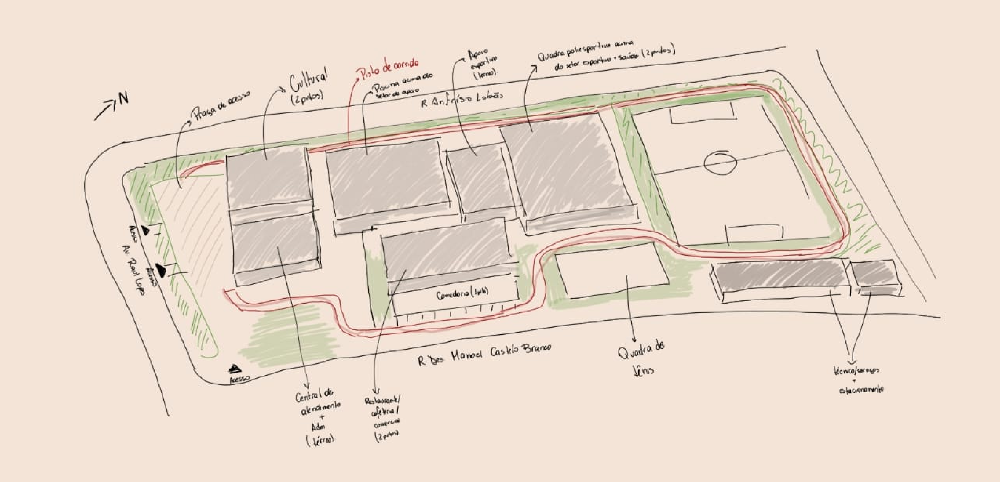 N
Praça de acesso
Cultural
(2 pvtos)
Pista de corrida
Piscina acima do
setor de apoio
Apoio
esportivo
(térreo)
Quadra poliesportiva acima
do setor esportivo + saúde (2 pvtos)
R Anfrísio Lobão
Acesso
Av. Raul Lopes
Acesso
Comedoria (1pvto)
Acesso
R Des Manoel Castelo Branco
Quadra de
tênis
Central de
atendimento
+
Adm
(térreo)
Restaurante/
cafeteria/
comercial
(2 pvtos)
técnico/serviços
+
estacionamento